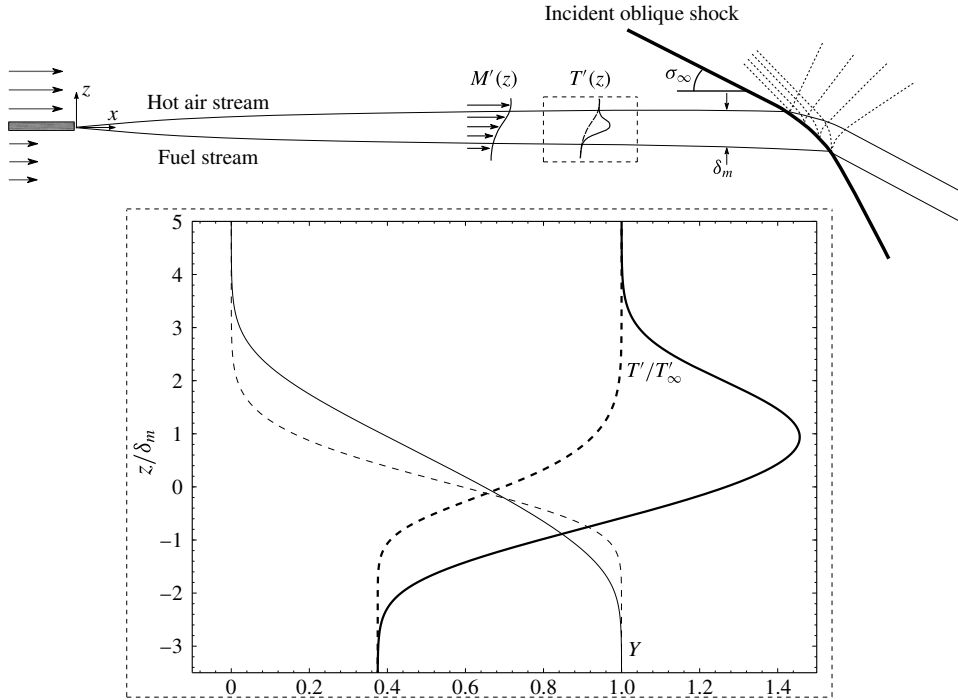 Incident oblique shock
M′(z) T′(z) σ∞
z
Hot air stream
x
Fuel stream
δm
5
4
3
2
1
0
−1
−2
−3
z/δm
T′/T′∞
Y
0 0.2 0.4 0.6 0.8 1.0 1.2 1.4